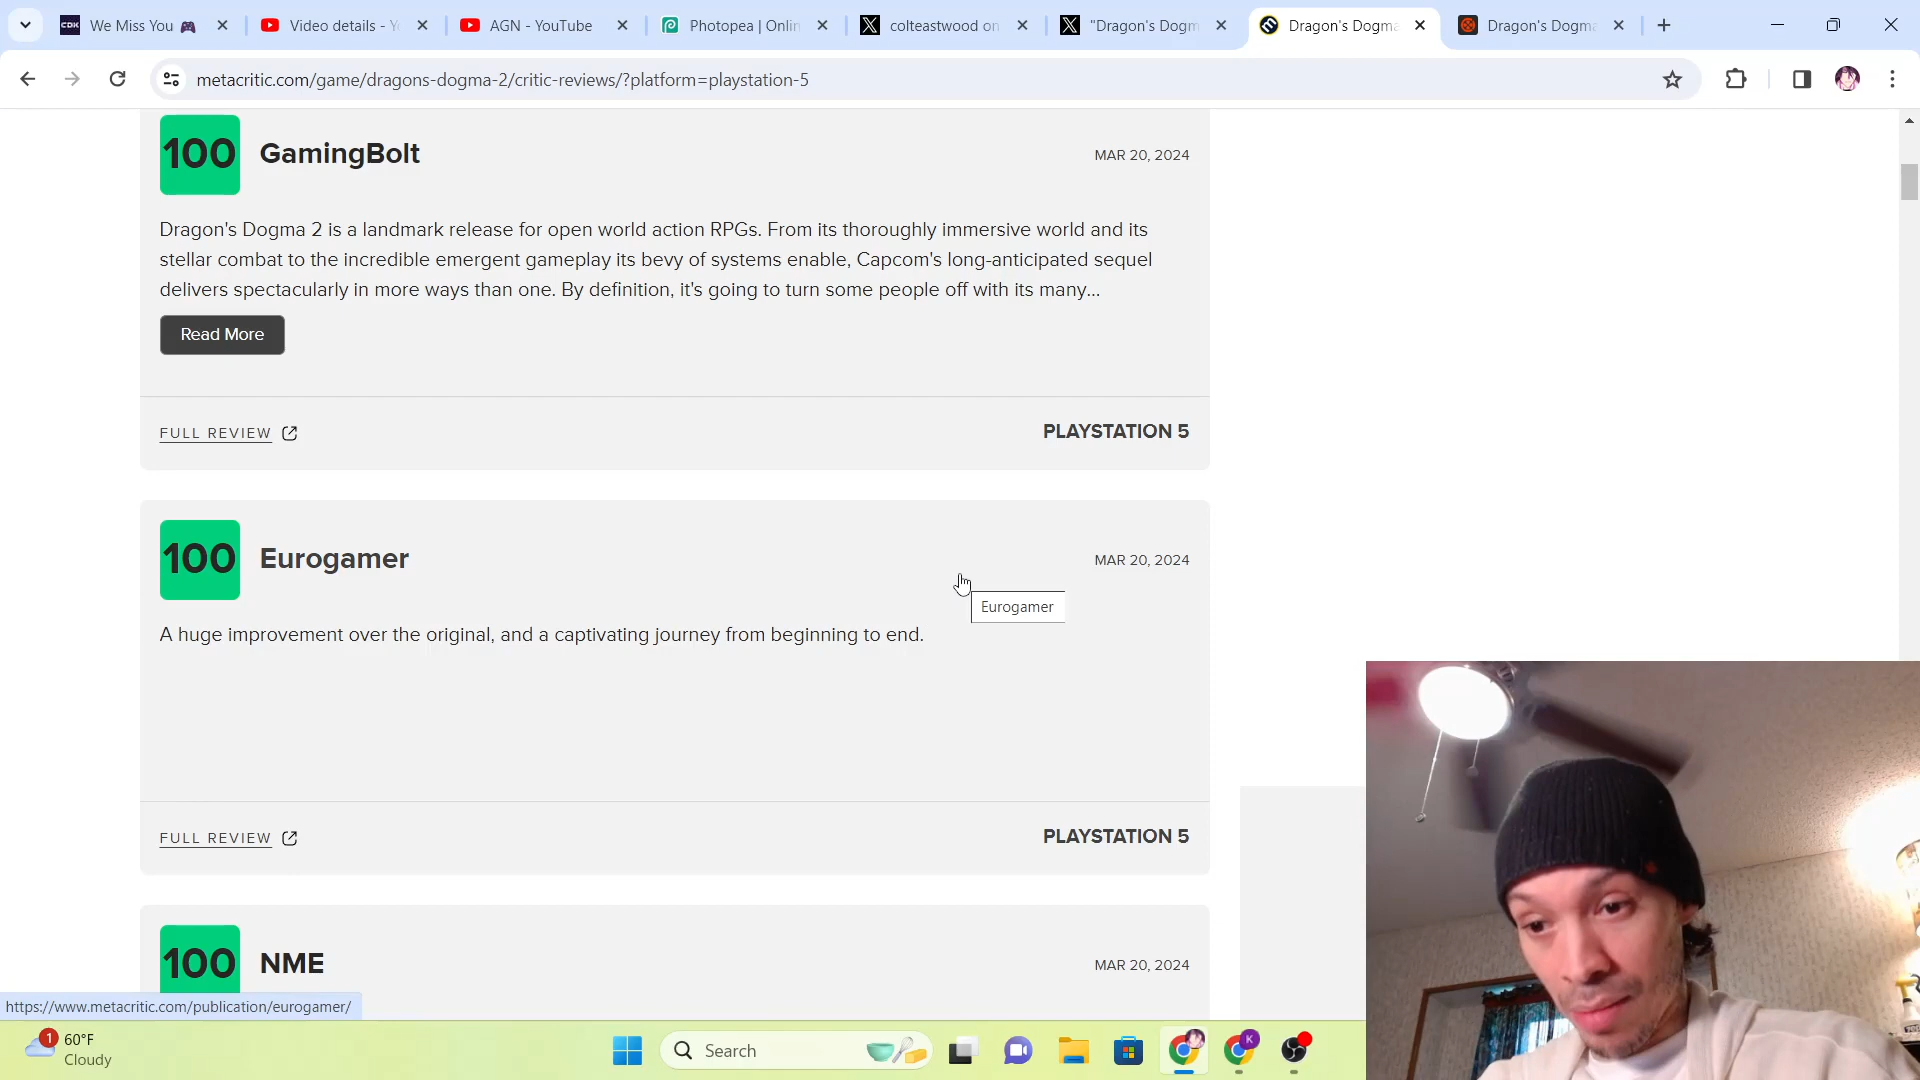 CDK We Miss You
Video details - Y
AGN - YouTube
Photopea | Onlin
colteastwood on
"Dragon's Dogm
Dragon's Dogma
Dragon's Dogma
metacritic.com/game/dragons-dogma-2/critic-reviews/?platform=playstation-5
100 GamingBolt MAR 20, 2024
Dragon's Dogma 2 is a landmark release for open world action RPGs. From its thoroughly immersive world and its
stellar combat to the incredible emergent gameplay its bevy of systems enable, Capcom's long-anticipated sequel
delivers spectacularly in more ways than one. By definition, it's going to turn some people off with its many...
Read More
FULL REVIEW PLAYSTATION 5
100 Eurogamer MAR 20, 2024
Eurogamer
A huge improvement over the original, and a captivating journey from beginning to end.
FULL REVIEW PLAYSTATION 5
100 NME MAR 20, 2024
https://www.metacritic.com/publication/eurogamer/
1 60°F
Cloudy
Search
K